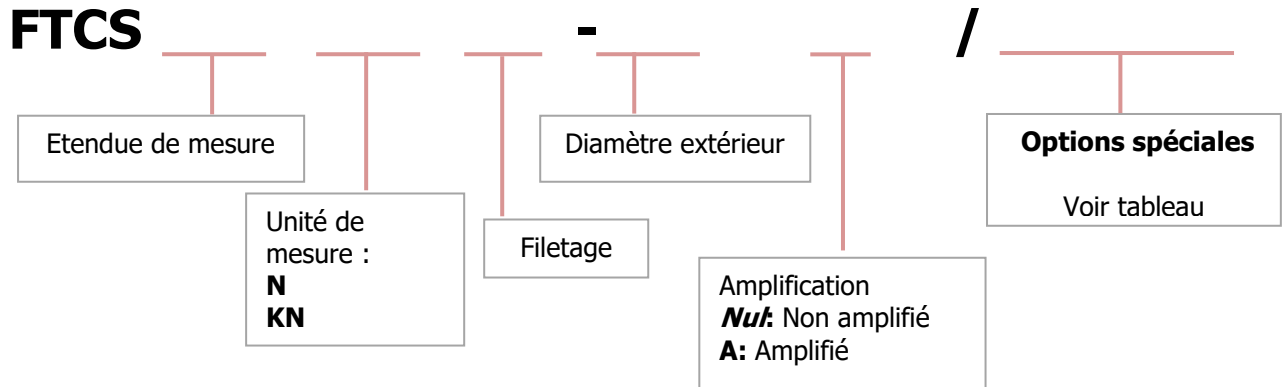 FTCS - /
Etendue de mesure
Diamètre extérieur
Options spéciales
Voir tableau
Unité de
mesure :
N
KN
Filetage
Amplification
Nul: Non amplifié
A: Amplifié